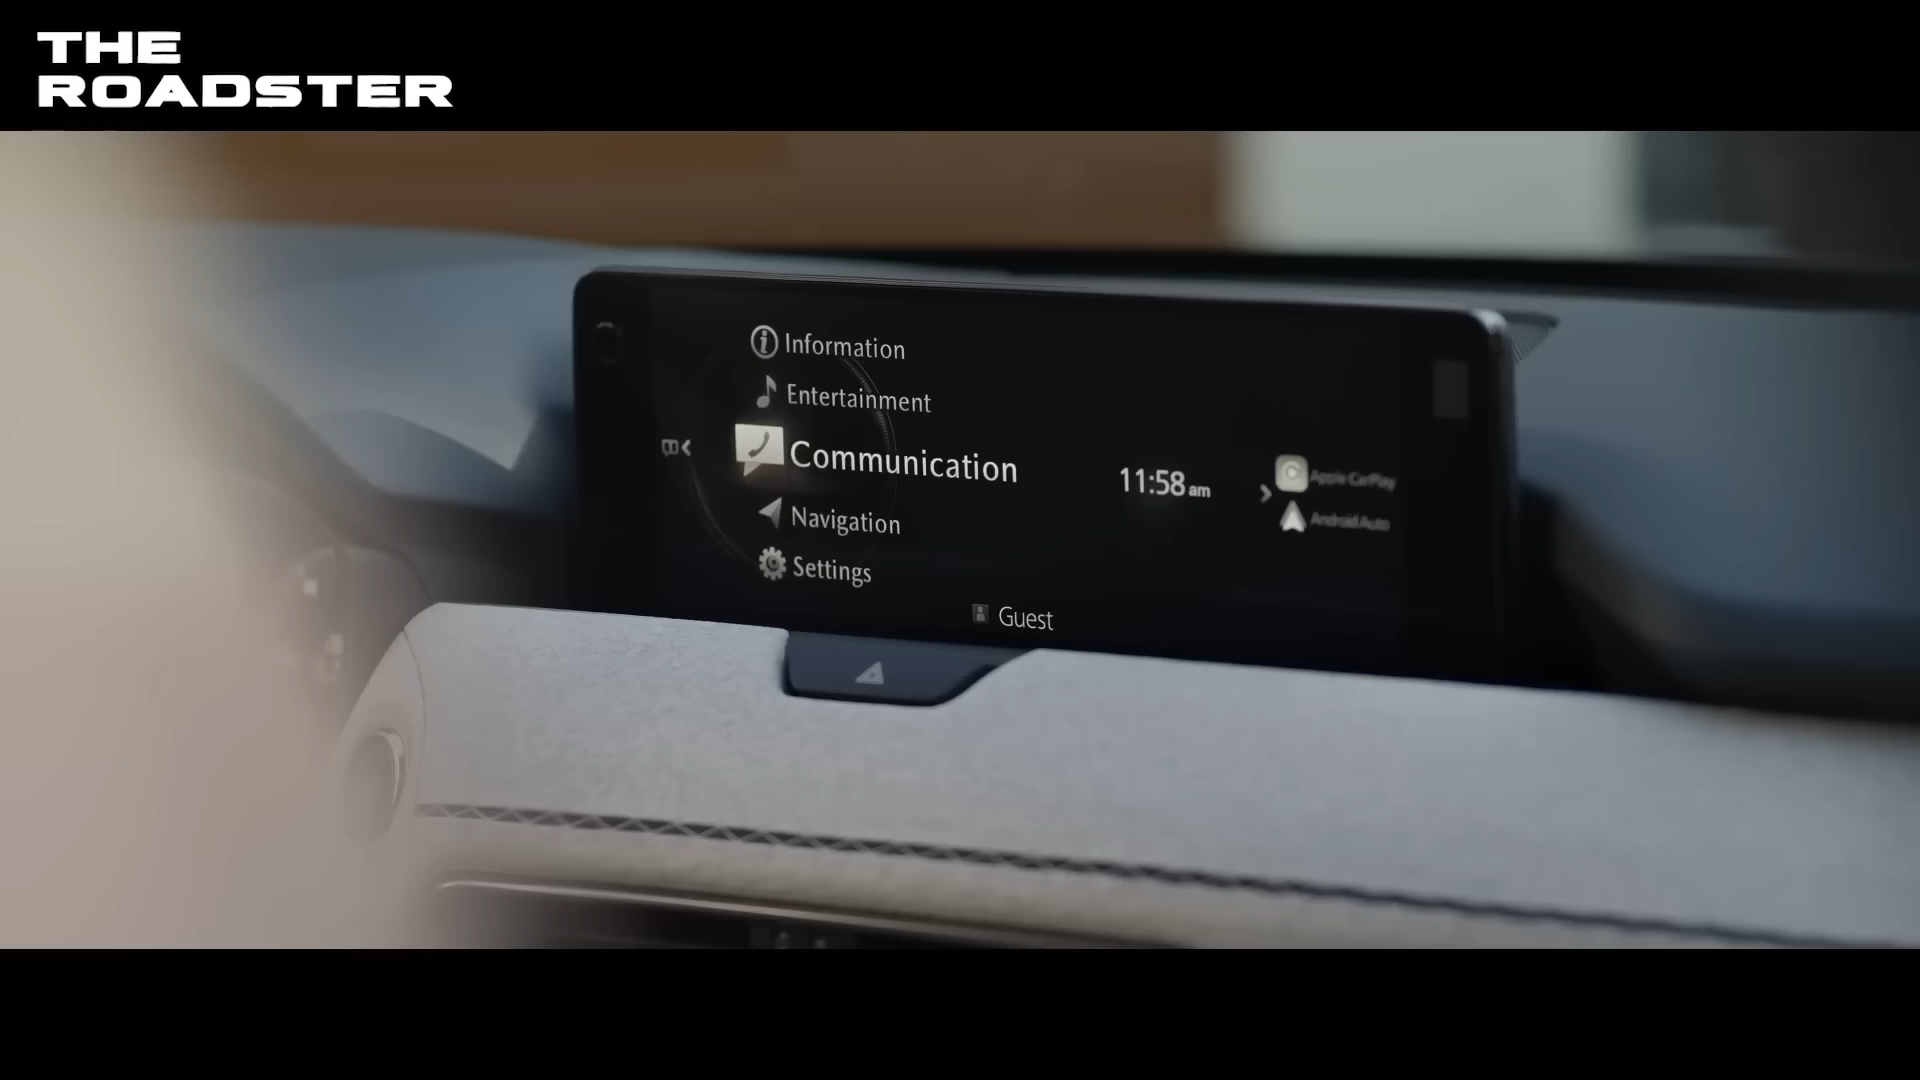 THE
ROADSTER
Information
Entertainment
Communication
Navigation
Settings
11:58 am
Apple CarPlay
Android Auto
Guest